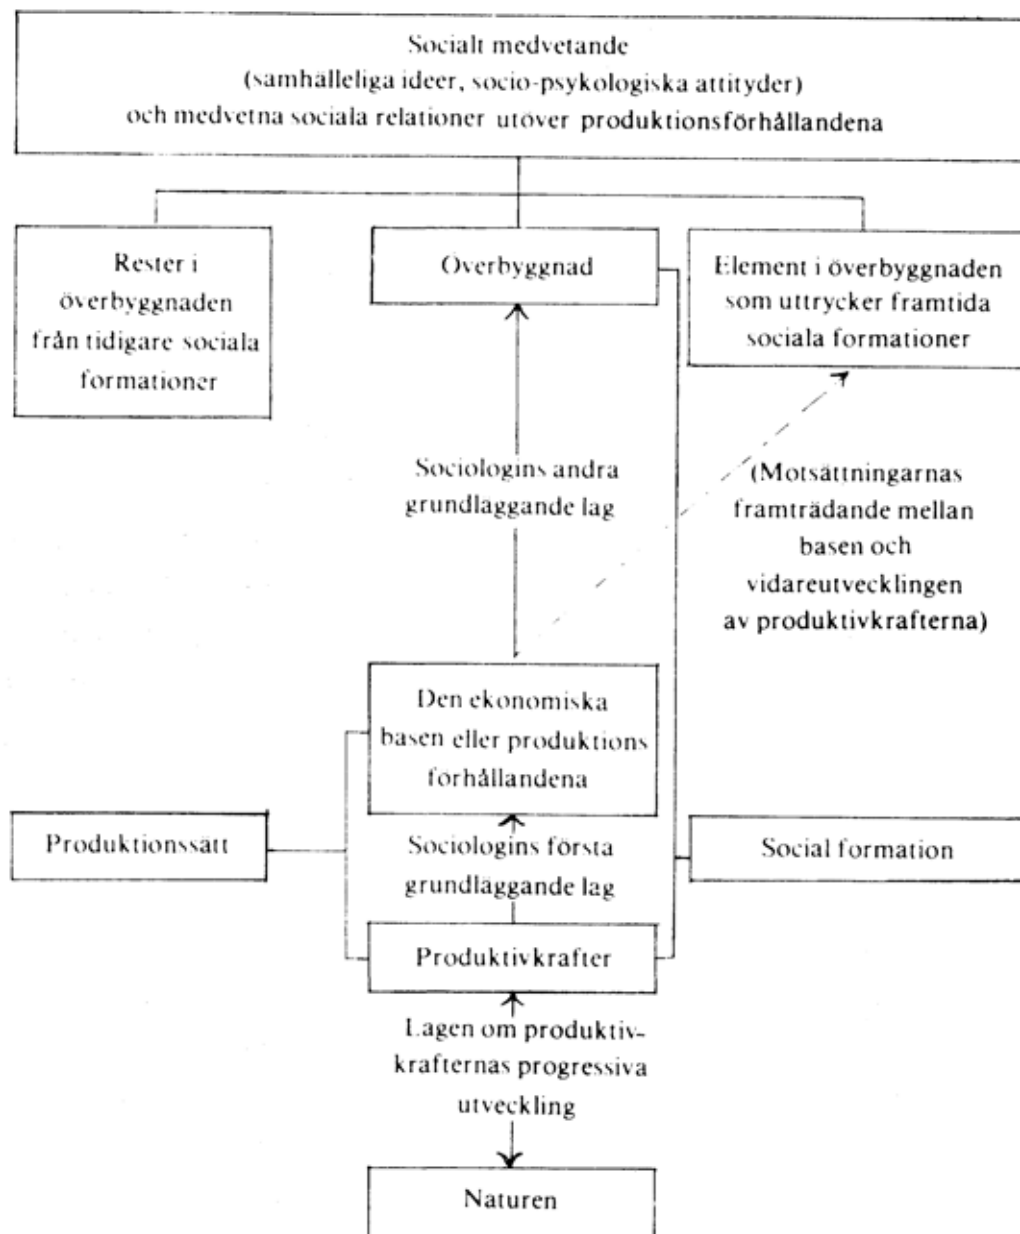 Socialt medvetande
(samhälleliga ideer, socio-psykologiska attityder)
och medvetna sociala relationer utöver produktionsförhållandena
Rester i
överbyggnaden
från tidigare sociala
formationer
Överbyggnad
Element i överbyggnaden
som uttrycker framtida
sociala formationer
Sociologins andra
grundläggande lag
(Motsättningarnas
framträdande mellan
basen och
vidareutvecklingen
av produktivkrafterna)
Den ekonomiska
basen eller produktions
förhållandena
Produktionssätt
Sociologins första
grundläggande lag
Social formation
Produktivkrafter
Lagen om produktiv-
krafternas progressiva
utveckling
Naturen